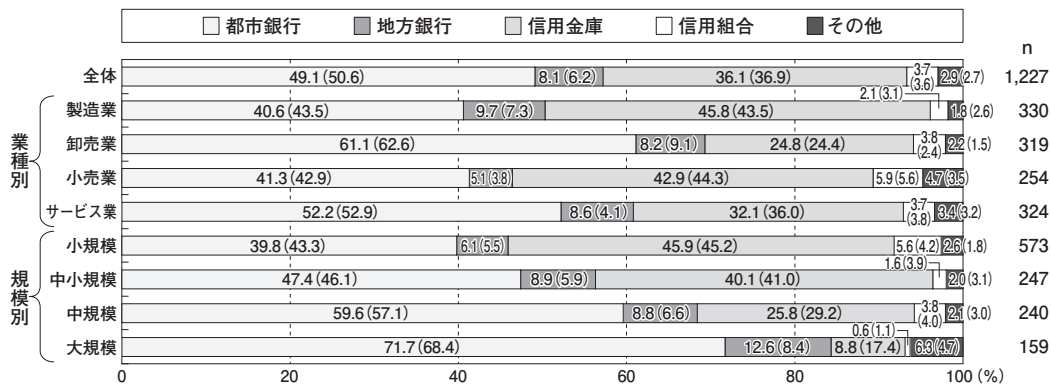 都市銀行 地方銀行 信用金庫 信用組合 その他
n
全体 49.1(50.6) 8.1(6.2) 36.1(36.9) 3.7(3.6) 2.9(2.7) 1,227
業種別
製造業 40.6(43.5) 9.7(7.3) 45.8(43.5) 2.1(3.1) 1.8(2.6) 330
卸売業 61.1(62.6) 8.2(9.1) 24.8(24.4) 3.8(2.4) 2.2(1.5) 319
小売業 41.3(42.9) 5.1(3.8) 42.9(44.3) 5.9(5.6) 4.7(3.5) 254
サービス業 52.2(52.9) 8.6(4.1) 32.1(36.0) 3.7(3.8) 3.4(3.2) 324
規模別
小規模 39.8(43.3) 6.1(5.5) 45.9(45.2) 5.6(4.2) 2.6(1.8) 573
中小規模 47.4(46.1) 8.9(5.9) 40.1(41.0) 1.6(3.9) 2.0(3.1) 247
中規模 59.6(57.1) 8.8(6.6) 25.8(29.2) 3.8(4.0) 2.1(3.0) 240
大規模 71.7(68.4) 12.6(8.4) 8.8(17.4) 0.6(1.1) 6.3(4.7) 159
0 20 40 60 80 100(%)